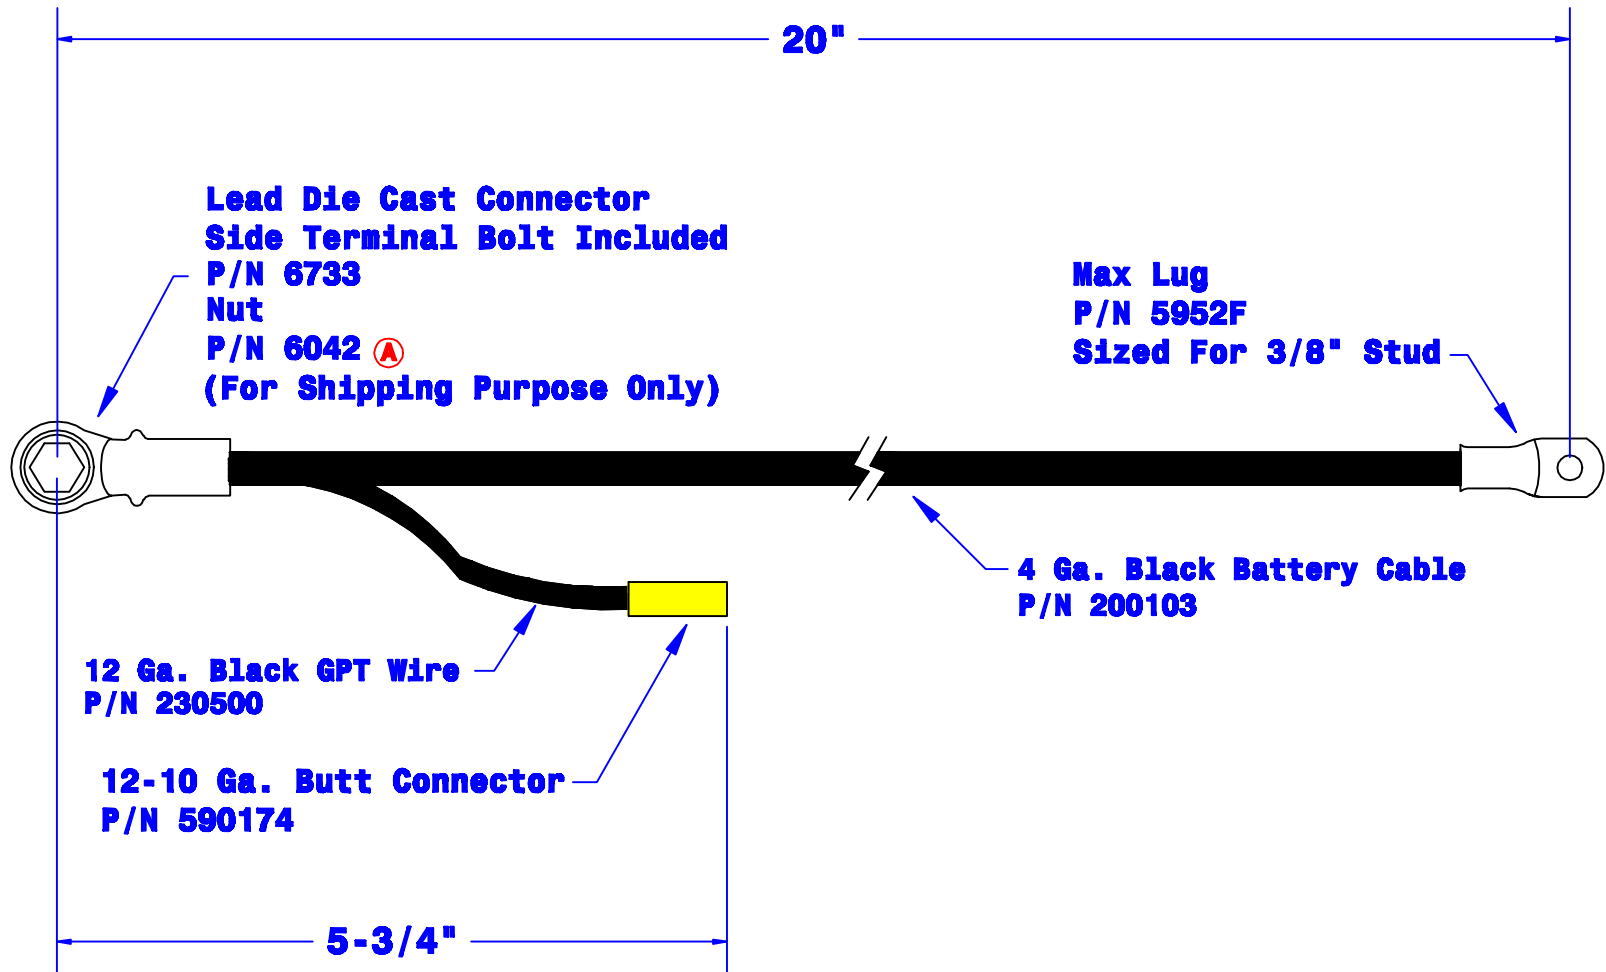 20"
Lead Die Cast Connector
Side Terminal Bolt Included
P/N 6733
Nut
P/N 6042 A
(For Shipping Purpose Only)
Max Lug
P/N 5952F
Sized For 3/8" Stud
4 Ga. Black Battery Cable
P/N 200103
12 Ga. Black GPT Wire
P/N 230500
12-10 Ga. Butt Connector
P/N 590174
5-3/4"